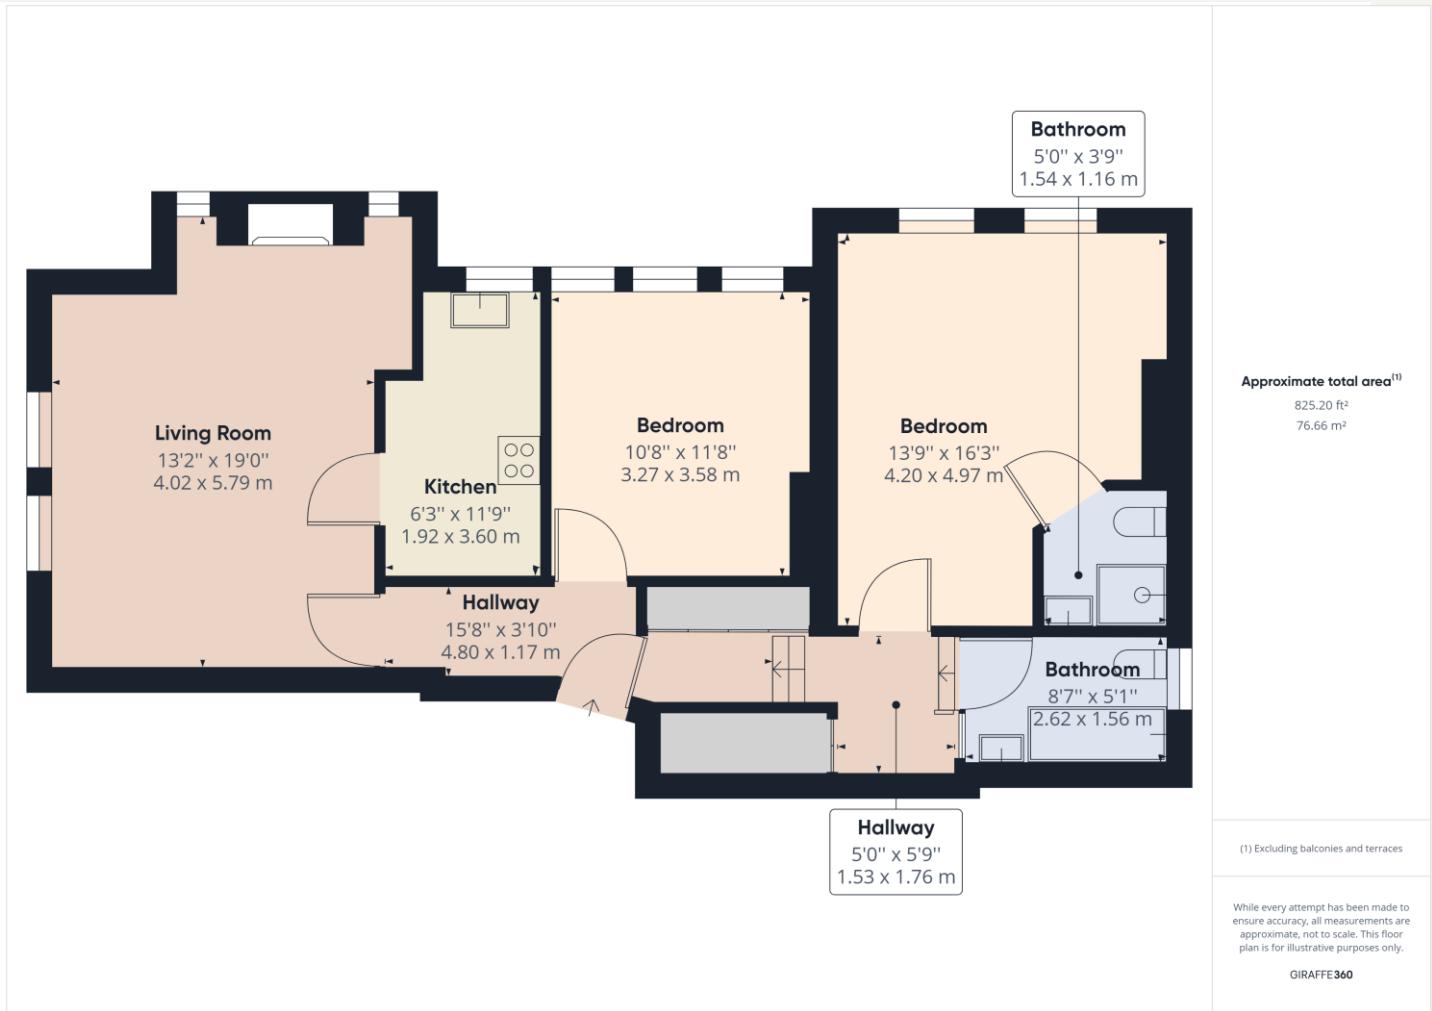 Bathroom
5'0'' x 3'9''
1.54 x 1.16 m
Living Room
13'2'' x 19'0''
4.02 x 5.79 m
Kitchen
6'3'' x 11'9''
1.92 x 3.60 m
Bedroom
10'8'' x 11'8''
3.27 x 3.58 m
Bedroom
13'9'' x 16'3''
4.20 x 4.97 m
Hallway
15'8'' x 3'10''
4.80 x 1.17 m
Bathroom
8'7'' x 5'1''
2.62 x 1.56 m
Hallway
5'0'' x 5'9''
1.53 x 1.76 m
Approximate total area(1)
825.20 ft²
76.66 m²
(1) Excluding balconies and terraces
While every attempt has been made to
ensure accuracy, all measurements are
approximate, not to scale. This floor
plan is for illustrative purposes only.
GIRAFFE360